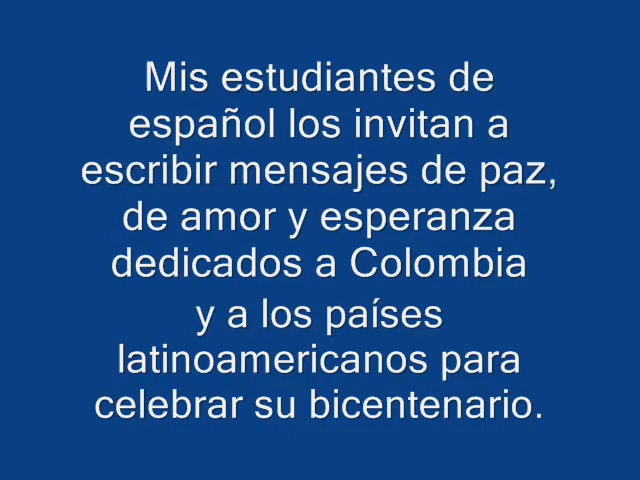 Mis estudiantes de
español los invitan a
escribir mensajes de paz,
de amor y esperanza
dedicados a Colombia
y a los países
latinoamericanos para
celebrar su bicentenario.